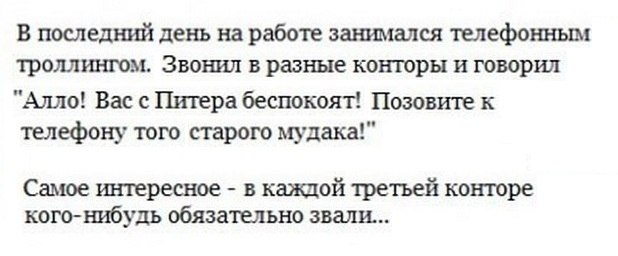 В последний день на работе занимался телефонным
троллингом. Звонил в разные конторы и говорил
"Алло! Вас с Питера беспокоят! Позовите к
телефону того старого мудака!"
Самое интересное - в каждой третьей конторе
кого-нибудь обязательно звали...